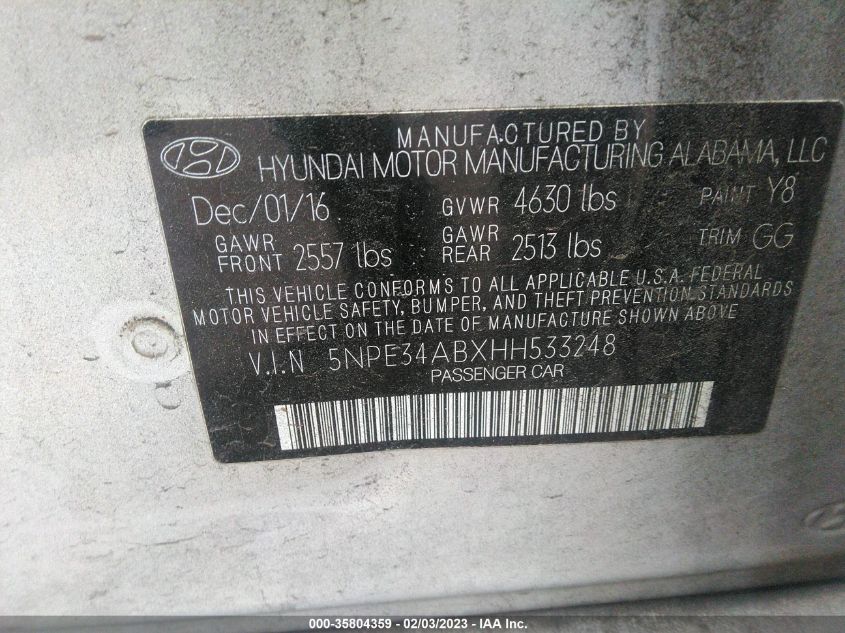 MANUFACTURED BY
HYUNDAI MOTOR MANUFACTURING ALABAMA, LLC
Dec/01/16 GVWR 4630 lbs PAINT Y8
GAWR FRONT 2557 lbs GAWR REAR 2513 lbs TRIM GG
THIS VEHICLE CONFORMS TO ALL APPLICABLE U.S.A. FEDERAL
MOTOR VEHICLE SAFETY, BUMPER, AND THEFT PREVENTION STANDARDS
IN EFFECT ON THE DATE OF MANUFACTURE SHOWN ABOVE
V.I.N 5NPE34ABXHH533248
PASSENGER CAR
000-35804359 - 02/03/2023 - IAA Inc.